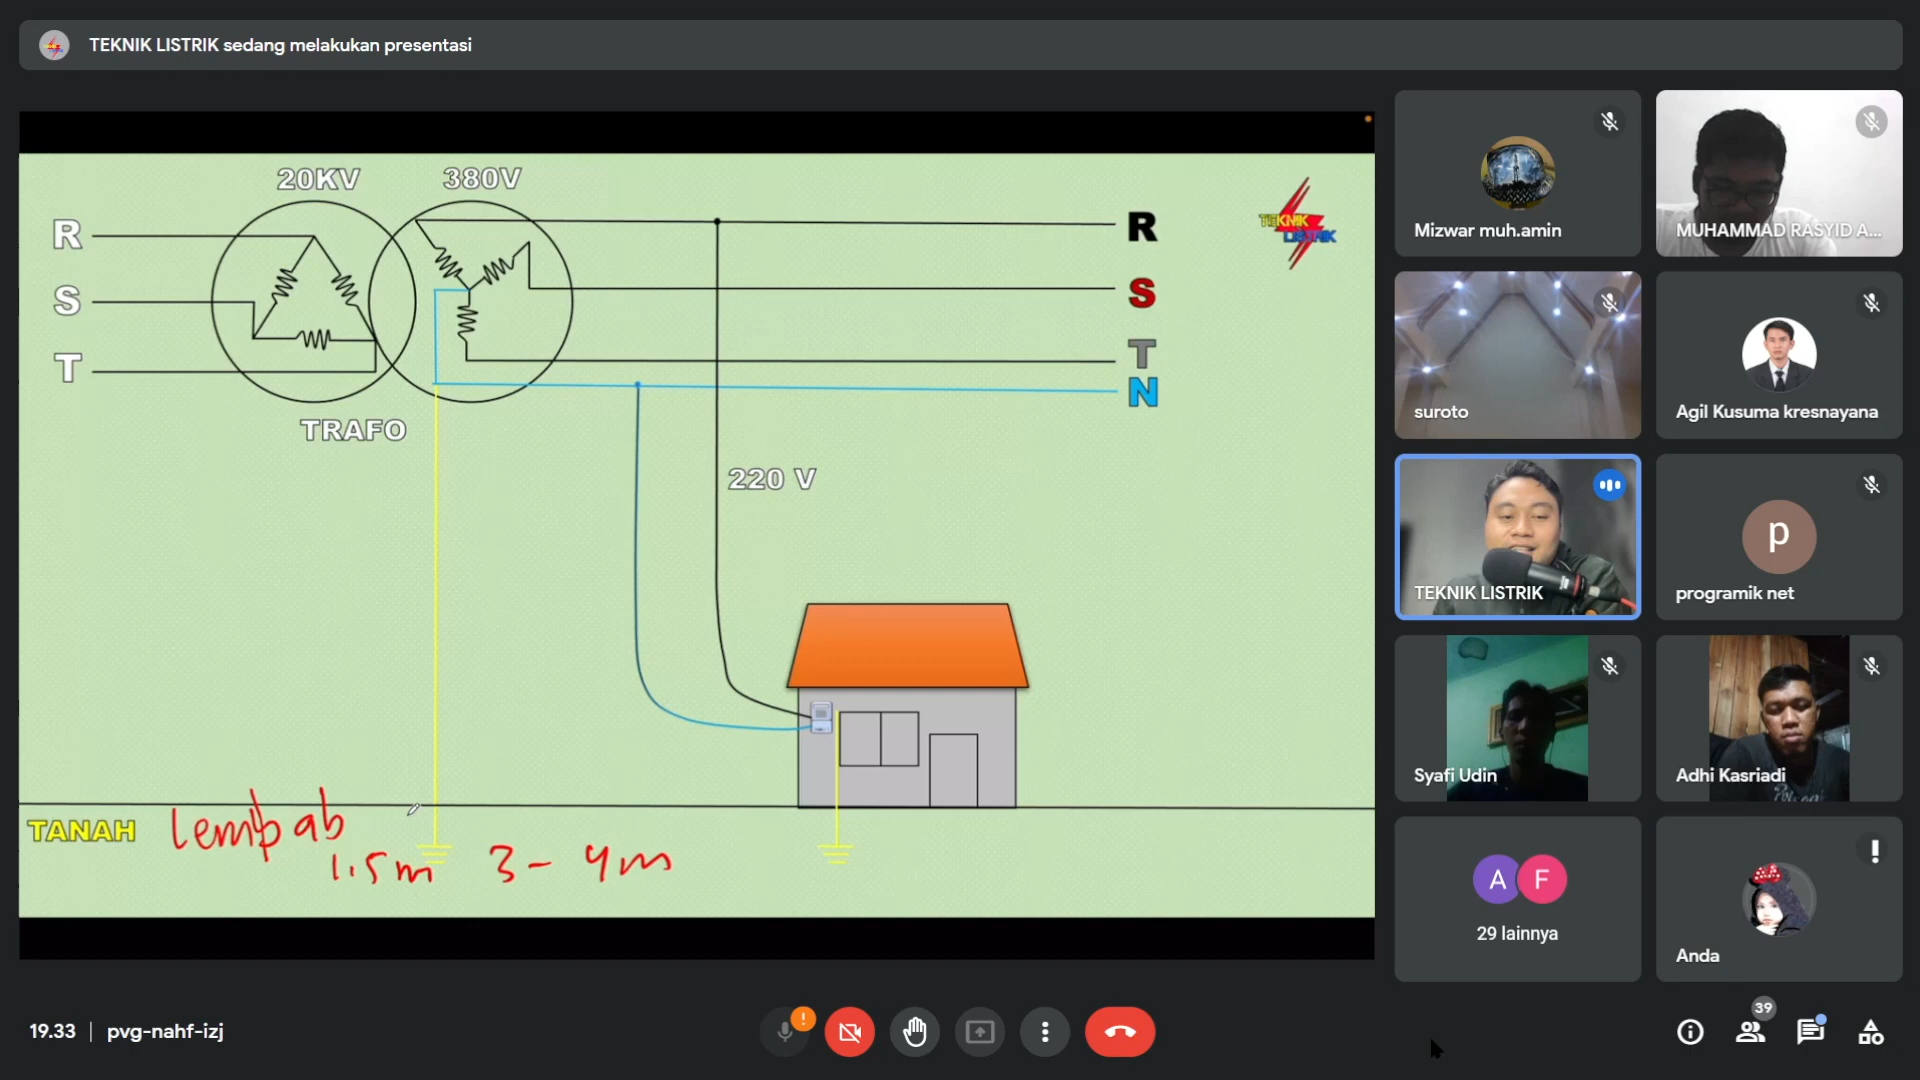 TEKNIK LISTRIK sedang melakukan presentasi
20KV
380V
R
S
T
R
S
T
N
TEKNIK
LISTRIK
TRAFO
220 V
TANAH
lembab
1.5m
3 - 4m
Mizwar muh.amin
MUHAMMAD RASYID A...
suroto
Agil Kusuma kresnayana
TEKNIK LISTRIK
p
programik net
Syafi Udin
Adhi Kasriadi
A
F
29 lainnya
Anda
19.33
pvg-nahf-izj
39